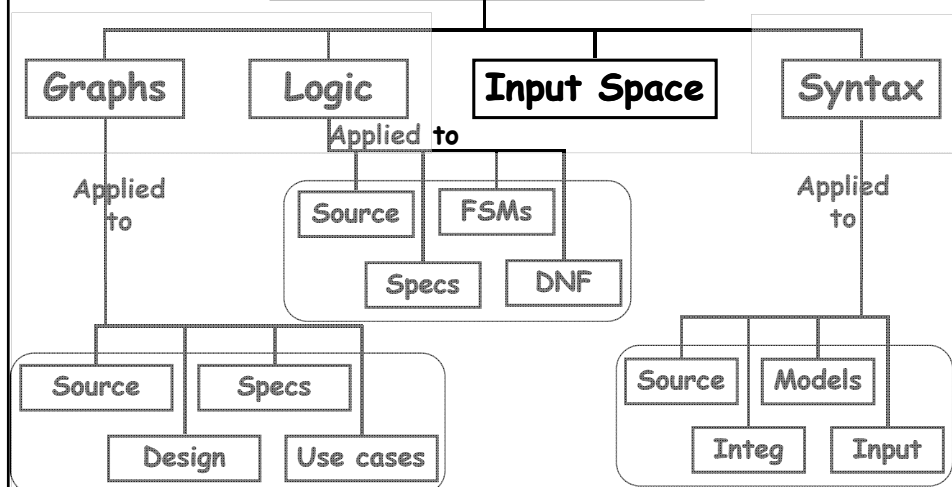 Graphs
Logic
Input Space
Syntax
Applied to
Applied
to
Applied
to
Source
FSMs
Specs
DNF
Source
Specs
Design
Use cases
Source
Models
Integ
Input